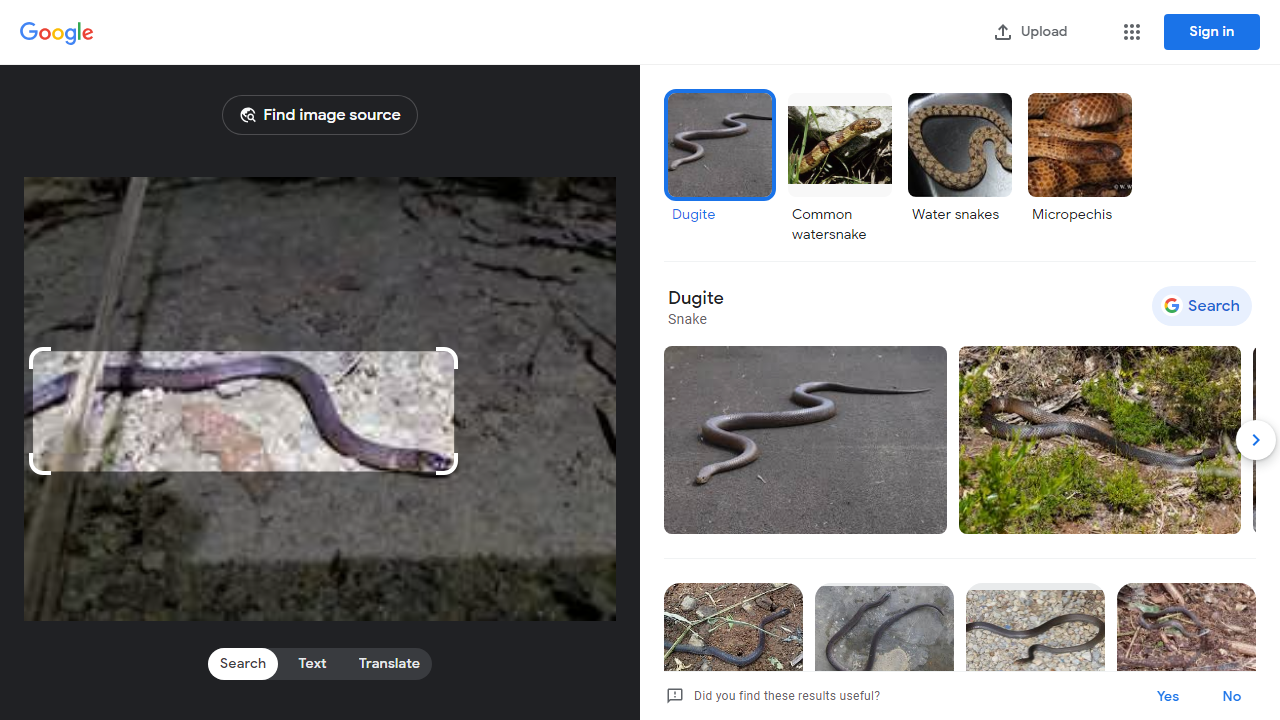 Google
Upload
Sign in
Find image source
Search
Text
Translate
Dugite
Common
watersnake
Water snakes
Micropechis
Dugite
Snake
Search
Did you find these results useful?
Yes
No